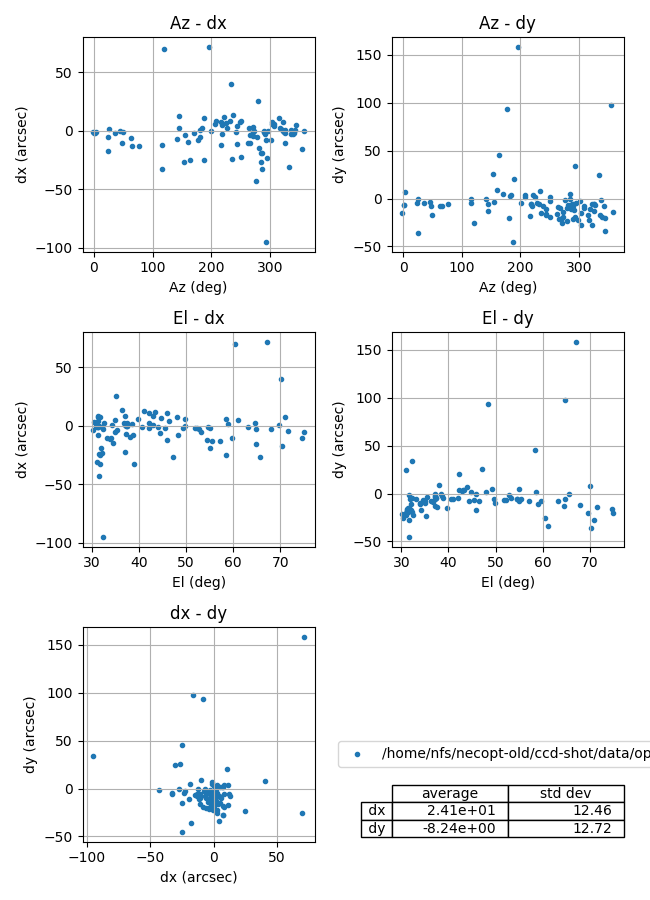 Az - dx
Az - dy
dx (arcsec)
50
0
−50
−100
0 100 200 300
Az (deg)
dy (arcsec)
150
100
50
0
−50
0 100 200 300
Az (deg)
El - dx
El - dy
dx (arcsec)
50
0
−50
−100
30 40 50 60 70
El (deg)
dy (arcsec)
150
100
50
0
−50
30 40 50 60 70
El (deg)
dx - dy
dy (arcsec)
150
100
50
0
−50
−100 −50 0 50
dx (arcsec)
/home/nfs/necopt-old/ccd-shot/data/op
average std dev
dx 2.41e+01 12.46
dy -8.24e+00 12.72